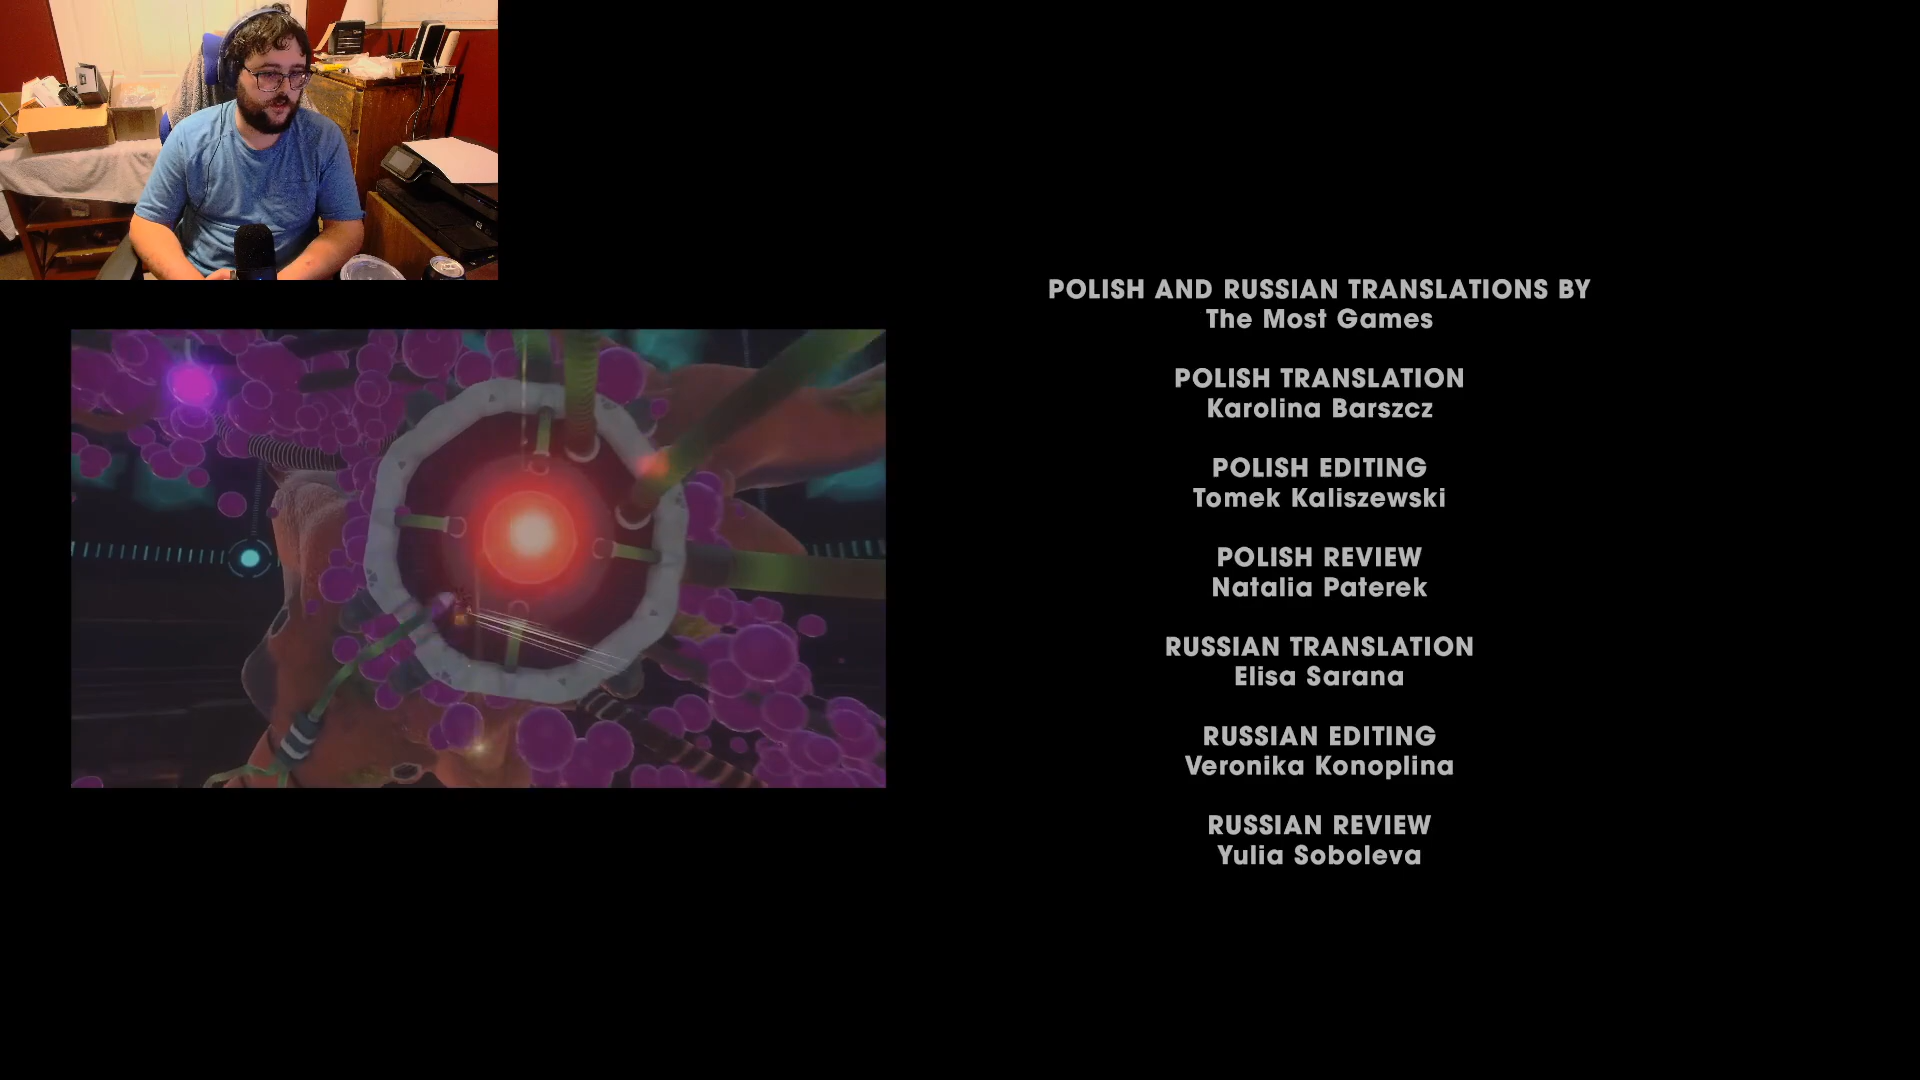 POLISH AND RUSSIAN TRANSLATIONS BY
The Most Games
POLISH TRANSLATION
Karolina Barszcz
POLISH EDITING
Tomek Kaliszewski
POLISH REVIEW
Natalia Paterek
RUSSIAN TRANSLATION
Elisa Sarana
RUSSIAN EDITING
Veronika Konoplina
RUSSIAN REVIEW
Yulia Soboleva